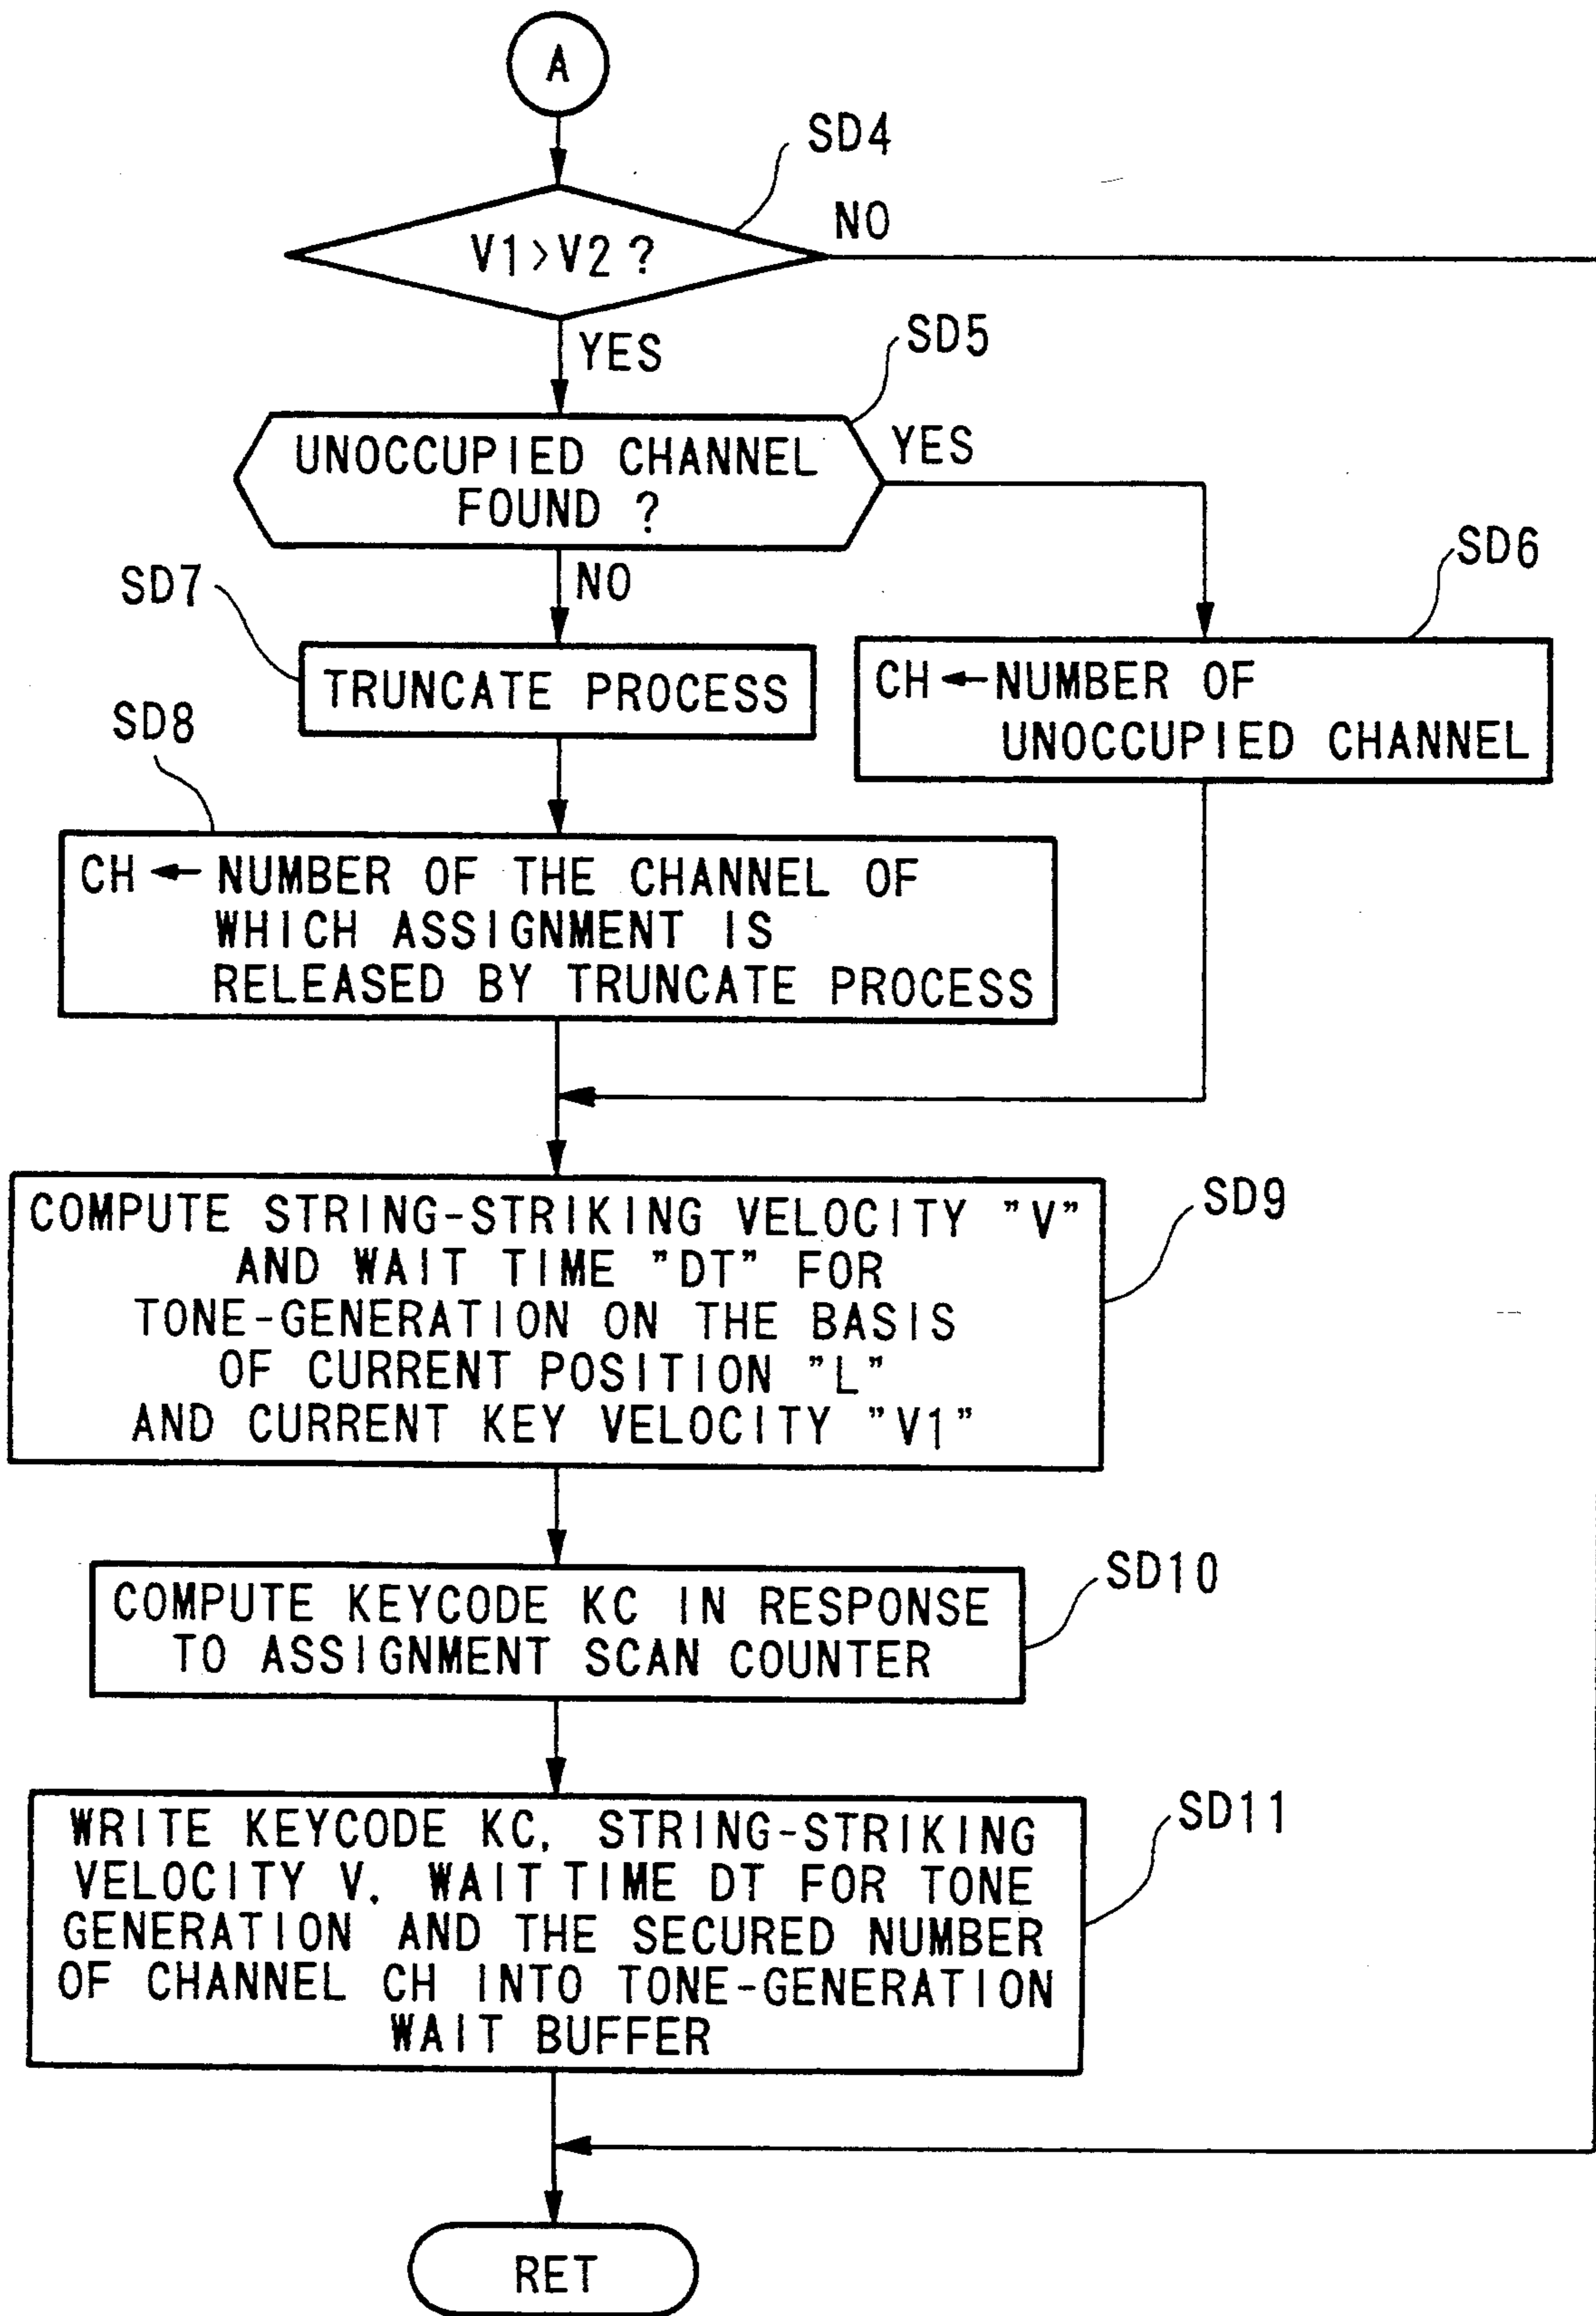 A
SD4
V1>V2?
NO
YES
SD5
UNOCCUPIED CHANNEL
FOUND ?
YES
NO
SD6
CH←NUMBER OF
UNOCCUPIED CHANNEL
SD7
TRUNCATE PROCESS
SD8
CH ← NUMBER OF THE CHANNEL OF
WHICH ASSIGNMENT IS
RELEASED BY TRUNCATE PROCESS
SD9
COMPUTE STRING-STRIKING VELOCITY "V"
AND WAIT TIME "DT" FOR
TONE-GENERATION ON THE BASIS
OF CURRENT POSITION "L"
AND CURRENT KEY VELOCITY "V1"
SD10
COMPUTE KEYCODE KC IN RESPONSE
TO ASSIGNMENT SCAN COUNTER
SD11
WRITE KEYCODE KC, STRING-STRIKING
VELOCITY V, WAIT TIME DT FOR TONE
GENERATION AND THE SECURED NUMBER
OF CHANNEL CH INTO TONE-GENERATION
WAIT BUFFER
RET